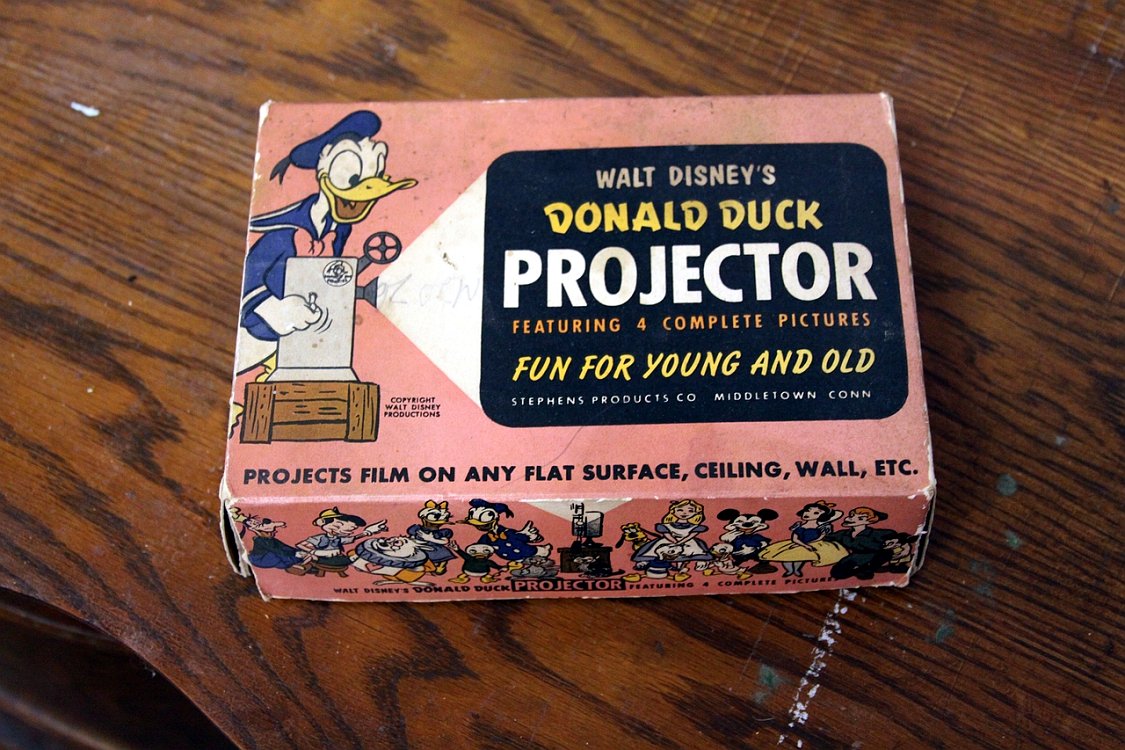 WALT DISNEY'S
DONALD DUCK
PROJECTOR
FEATURING 4 COMPLETE PICTURES
FUN FOR YOUNG AND OLD
STEPHENS PRODUCTS CO MIDDLETOWN CONN
COPYRIGHT
WALT DISNEY
PRODUCTIONS
PROJECTS FILM ON ANY FLAT SURFACE, CEILING, WALL, ETC.
WALT DISNEY'S DONALD DUCK PROJECTOR FEATURING 4 COMPLETE PICTURES